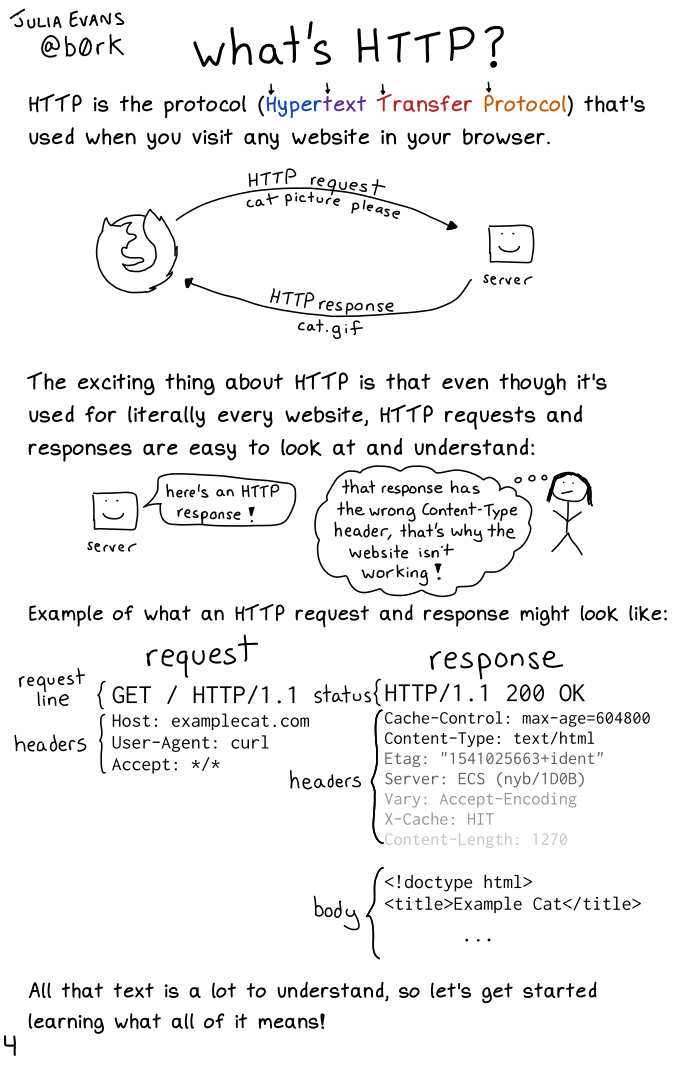 JULIA EVANS
@b0rk
what's HTTP?
HTTP is the protocol (Hypertext Transfer Protocol) that's
used when you visit any website in your browser.
HTTP request
cat picture please
server
HTTP response
cat.gif
The exciting thing about HTTP is that even though it's
used for literally every website, HTTP requests and
responses are easy to look at and understand:
here's an HTTP
response!
server
that response has
the wrong Content-Type
header, that's why the
website isn't
working!
Example of what an HTTP request and response might look like:
request
request
line
GET / HTTP/1.1
headers
Host: examplecat.com
User-Agent: curl
Accept: */*
response
status
HTTP/1.1 200 OK
headers
Cache-Control: max-age=604800
Content-Type: text/html
Etag: "1541025663+ident"
Server: ECS (nyb/1D0B)
Vary: Accept-Encoding
X-Cache: HIT
Content-Length: 1270
body
<!doctype html>
<title>Example Cat</title>
...
All that text is a lot to understand, so let's get started
learning what all of it means!
4